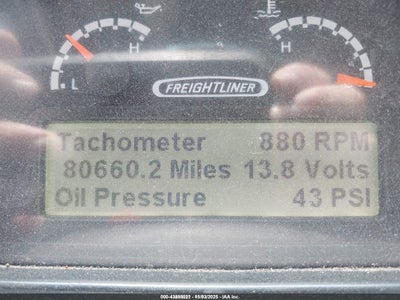 H
H
L
FREIGHTLINER
Tachometer 880 RPM
80660.2 Miles 13.8 Volts
Oil Pressure 43 PSI